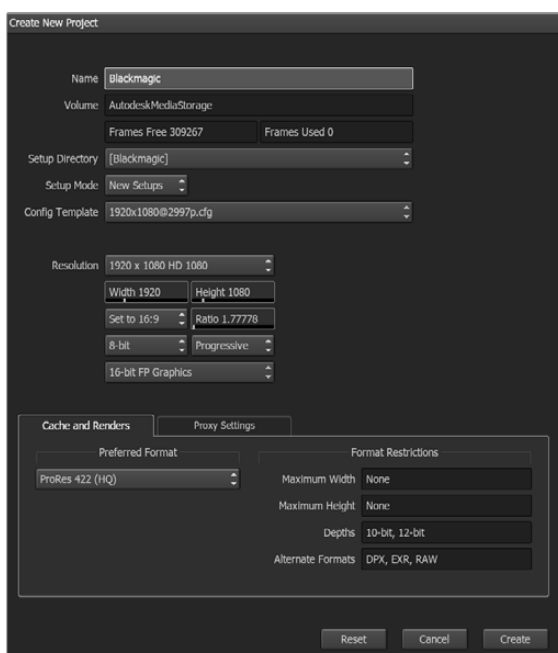 Create New Project
Name Blackmagic
Volume AutodeskMediaStorage
Frames Free 309267 Frames Used 0
Setup Directory [Blackmagic]
Setup Mode New Setups
Config Template 1920x1080@2997p.cfg
Resolution 1920 x 1080 HD 1080
Width 1920 Height 1080
Set to 16:9 Ratio 1.77778
8-bit Progressive
16-bit FP Graphics
Cache and Renders Proxy Settings
Preferred Format Format Restrictions
ProRes 422 (HQ) Maximum Width None
Maximum Height None
Depths 10-bit, 12-bit
Alternate Formats DPX, EXR, RAW
Reset Cancel Create